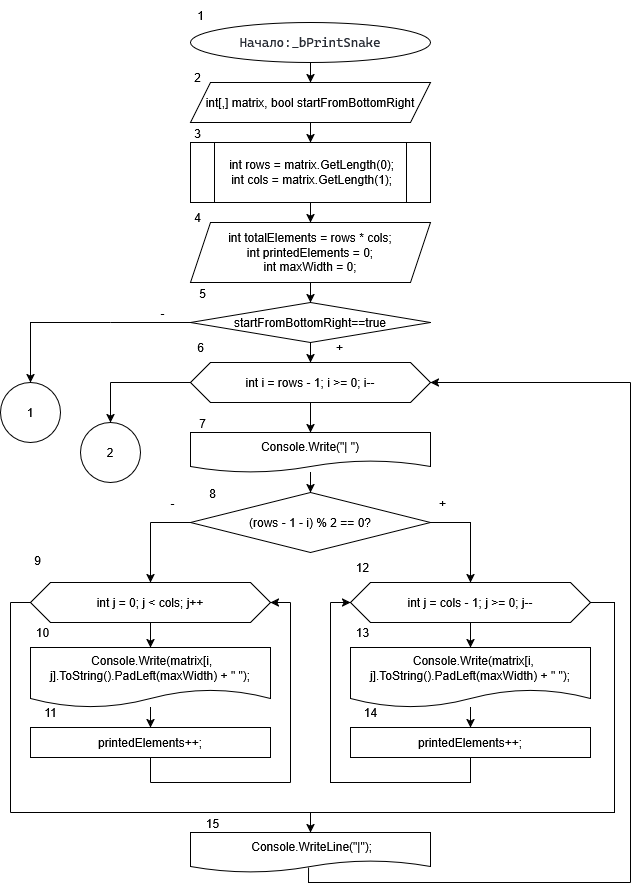 1
Начало:_bPrintSnake
2
int[,] matrix, bool startFromBottomRight
3
int rows = matrix.GetLength(0);
int cols = matrix.GetLength(1);
4
int totalElements = rows * cols;
int printedElements = 0;
int maxWidth = 0;
5
startFromBottomRight==true
-
+
6
int i = rows - 1; i >= 0; i--
1
2
7
Console.Write("| ")
8
(rows - 1 - i) % 2 == 0?
-
+
9
int j = 0; j < cols; j++
12
int j = cols - 1; j >= 0; j--
10
Console.Write(matrix[i,
j].ToString().PadLeft(maxWidth) + " ");
13
Console.Write(matrix[i,
j].ToString().PadLeft(maxWidth) + " ");
11
printedElements++;
14
printedElements++;
15
Console.WriteLine("|");